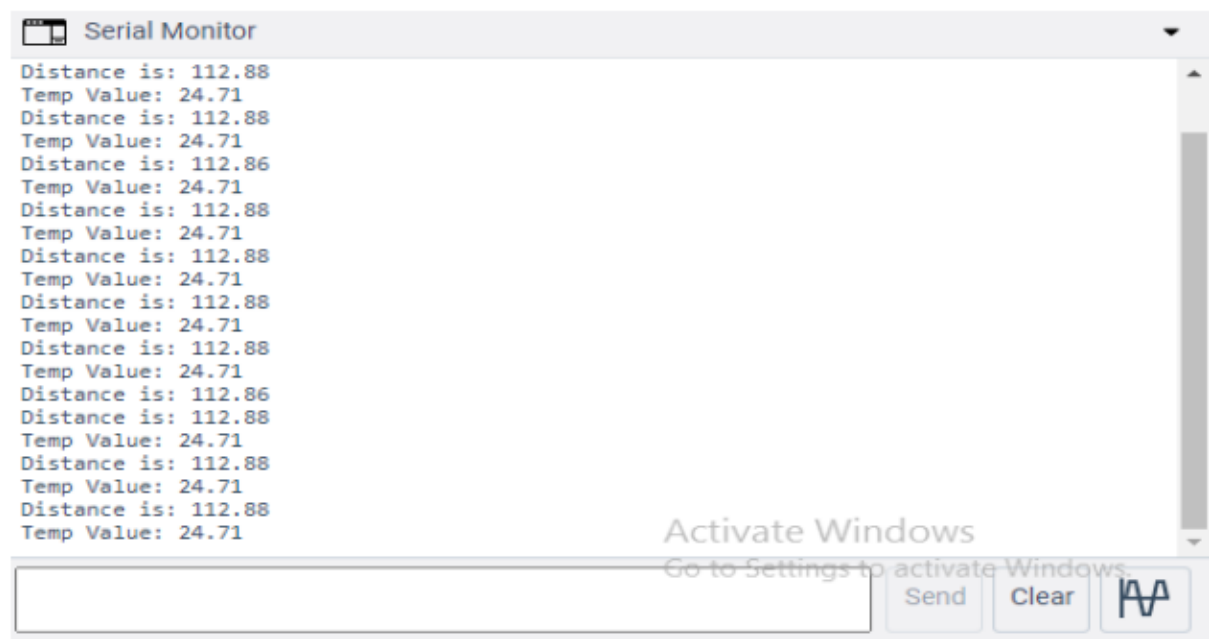 Serial Monitor
Distance is: 112.88
Temp Value: 24.71
Distance is: 112.88
Temp Value: 24.71
Distance is: 112.86
Temp Value: 24.71
Distance is: 112.88
Temp Value: 24.71
Distance is: 112.88
Temp Value: 24.71
Distance is: 112.88
Temp Value: 24.71
Distance is: 112.88
Temp Value: 24.71
Distance is: 112.86
Distance is: 112.88
Temp Value: 24.71
Distance is: 112.88
Temp Value: 24.71
Distance is: 112.88
Temp Value: 24.71
Activate Windows
Go to Settings to activate Windows.
Send Clear